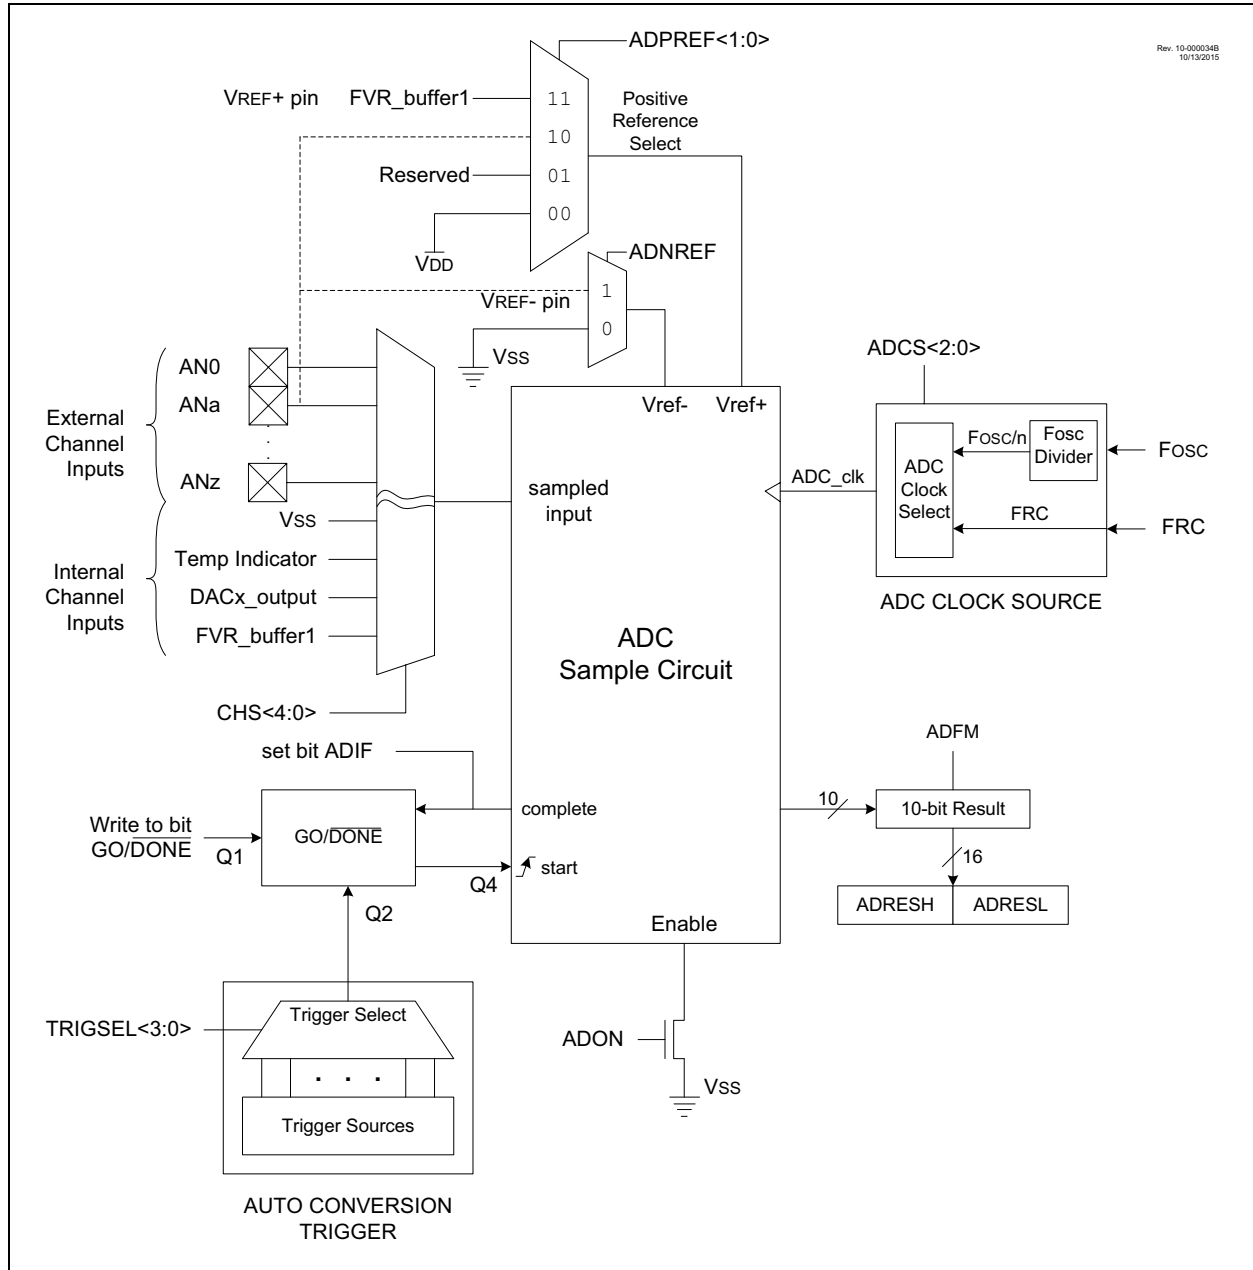 Rev. 10-000034B
10/13/2015
ADPREF<1:0>
VREF+ pin
FVR_buffer1
11
10
Reserved
01
00
VDD
Positive
Reference
Select
ADNREF
VREF- pin
1
0
VSS
AN0
ANa
.
.
.
ANz
External
Channel
Inputs
VSS
Temp Indicator
DACx_output
FVR_buffer1
Internal
Channel
Inputs
CHS<4:0>
Vref- Vref+
sampled
input
ADC
Sample Circuit
ADCS<2:0>
ADC_clk
ADC
Clock
Select
FOSC/n
Fosc
Divider
FOSC
FRC
FRC
ADC CLOCK SOURCE
set bit ADIF
complete
Write to bit
GO/DONE
Q1
GO/DONE
Q4
start
Q2
Enable
ADFM
10
10-bit Result
16
ADRESH ADRESL
ADON
VSS
TRIGSEL<3:0>
Trigger Select
. . .
Trigger Sources
AUTO CONVERSION
TRIGGER